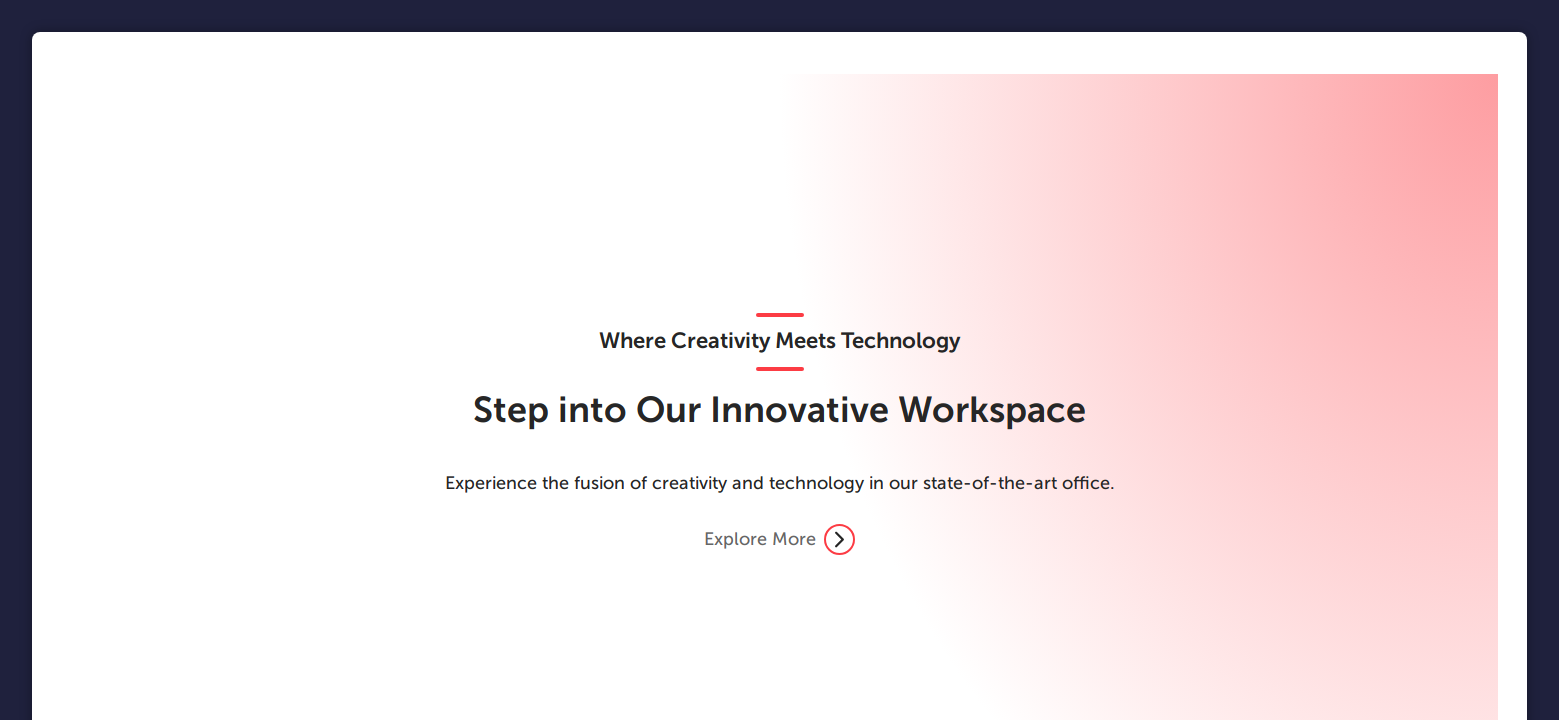 Where Creativity Meets Technology
Step into Our Innovative Workspace
Experience the fusion of creativity and technology in our state-of-the-art office.
Explore More